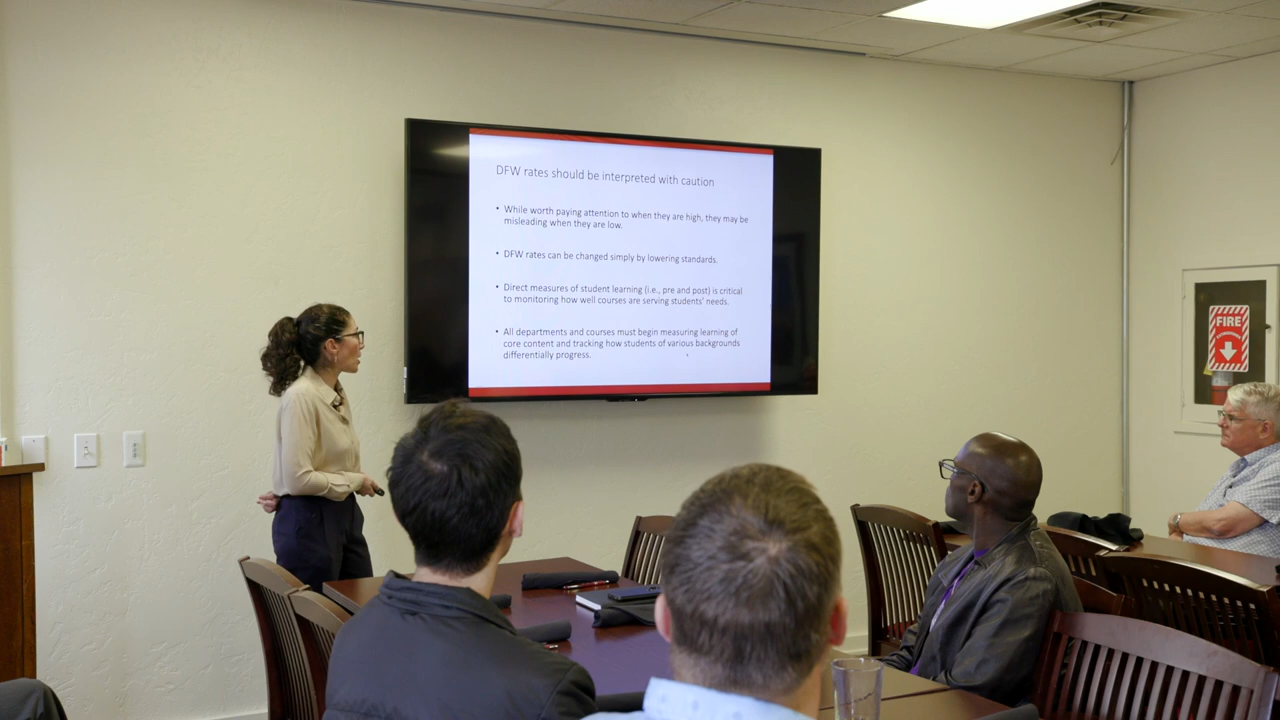 DFW rates should be interpreted with caution
• While worth paying attention to when they are high, they may be
misleading when they are low.
• DFW rates can be changed simply by lowering standards.
• Direct measures of student learning (i.e., pre and post) is critical
to monitoring how well courses are serving students' needs.
• All departments and courses must begin measuring learning of
core content and tracking how students of various backgrounds
differentially progress.
FIRE